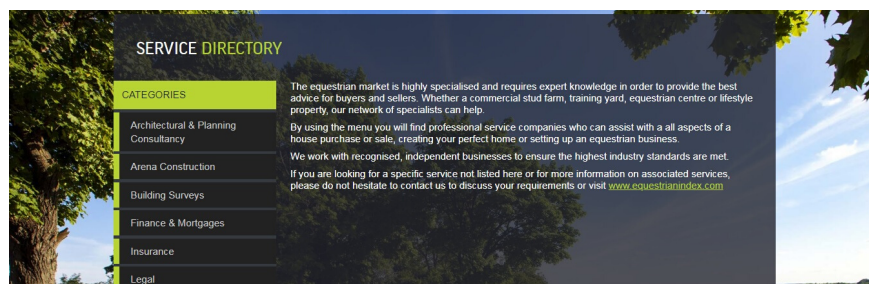 SERVICE DIRECTORY
CATEGORIES
Architectural & Planning
Consultancy
Arena Construction
Building Surveys
Finance & Mortgages
Insurance
Legal
The equestrian market is highly specialised and requires expert knowledge in order to provide the best
advice for buyers and sellers. Whether a commercial stud farm, training yard, equestrian centre or lifestyle
property, our network of specialists can help.
By using the menu you will find professional service companies who can assist with a all aspects of a
house purchase or sale, creating your perfect home or setting up an equestrian business.
We work with recognised, independent businesses to ensure the highest industry standards are met.
If you are looking for a specific service not listed here or for more information on associated services,
please do not hesitate to contact us to discuss your requirements or visit www.equestrianindex.com